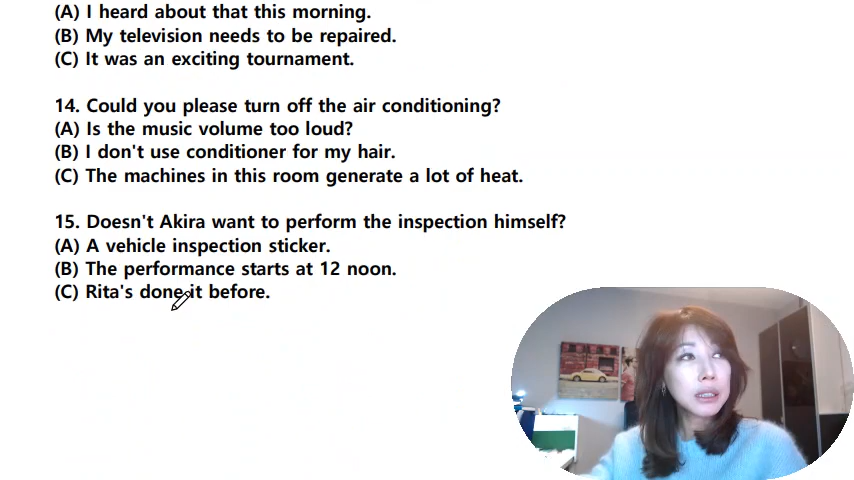 (A) I heard about that this morning.
(B) My television needs to be repaired.
(C) It was an exciting tournament.
14. Could you please turn off the air conditioning?
(A) Is the music volume too loud?
(B) I don't use conditioner for my hair.
(C) The machines in this room generate a lot of heat.
15. Doesn't Akira want to perform the inspection himself?
(A) A vehicle inspection sticker.
(B) The performance starts at 12 noon.
(C) Rita's done it before.